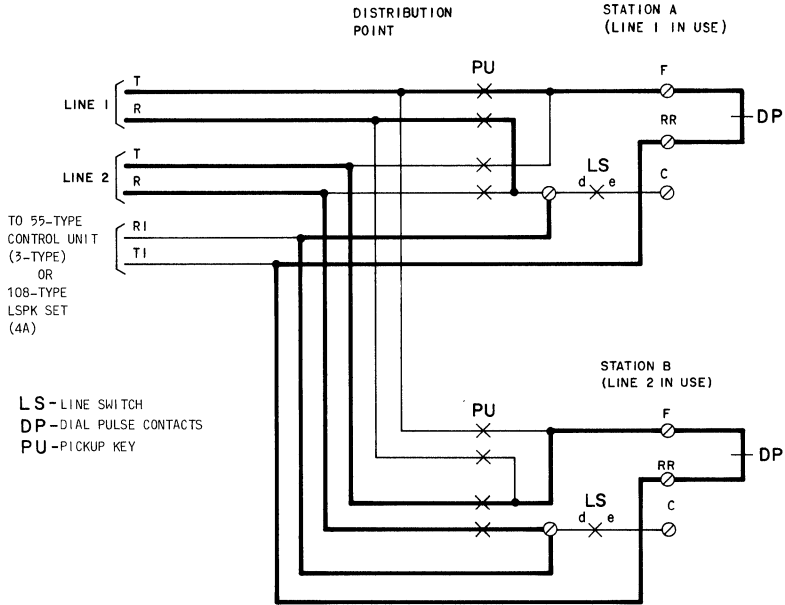 DISTRIBUTION
POINT
STATION A
(LINE 1 IN USE)
PU
F
T
LINE 1
R
DP
RR
T
LINE 2
R
LS
d e
C
TO 55-TYPE
CONTROL UNIT
(3-TYPE)
OR
108-TYPE
LSPK SET
(4A)
R1
T1
STATION B
(LINE 2 IN USE)
LS-LINE SWITCH
DP-DIAL PULSE CONTACTS
PU-PICKUP KEY
PU
F
DP
RR
LS
d e
C